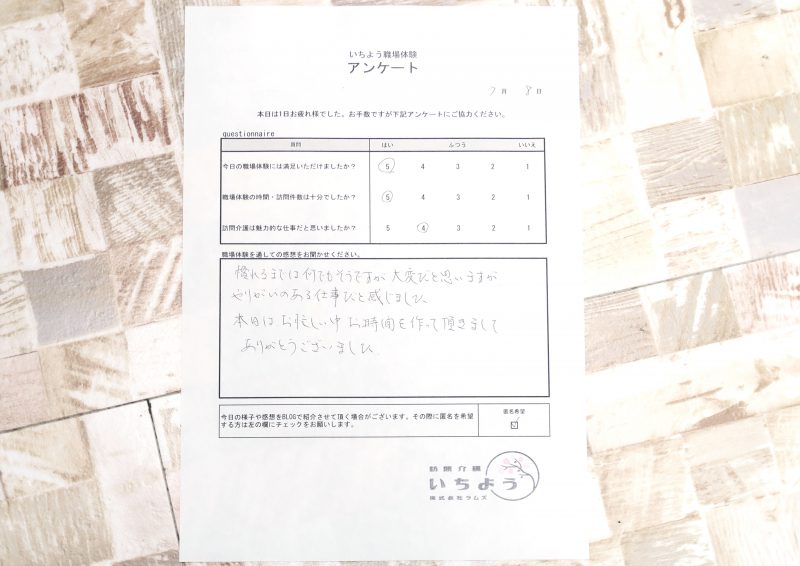 いちよう職場体験
アンケート
7月 8日
本日は1日お疲れ様でした。お手数ですが下記アンケートにご協力ください。
questionnaire
質問 はい ふつう いいえ
今日の職場体験には満足いただけましたか？ 5 4 3 2 1
職場体験の時間・訪問件数は十分でしたか？ 5 4 3 2 1
訪問介護は魅力的な仕事だと思いましたか？ 5 4 3 2 1
職場体験を通しての感想をお聞かせください。
慣れるまでは何でもそうですが大変だと思いますが
やりがいのある仕事だと感じました
本日はお忙しい中お時間を作って頂きまして
ありがとうございました
今日の様子や感想をBLOGで紹介させて頂く場合がございます。その際に匿名を希望
する方は左の欄にチェックをお願いします。
匿名希望
訪問介護
いちよう
株式会社ラムズ